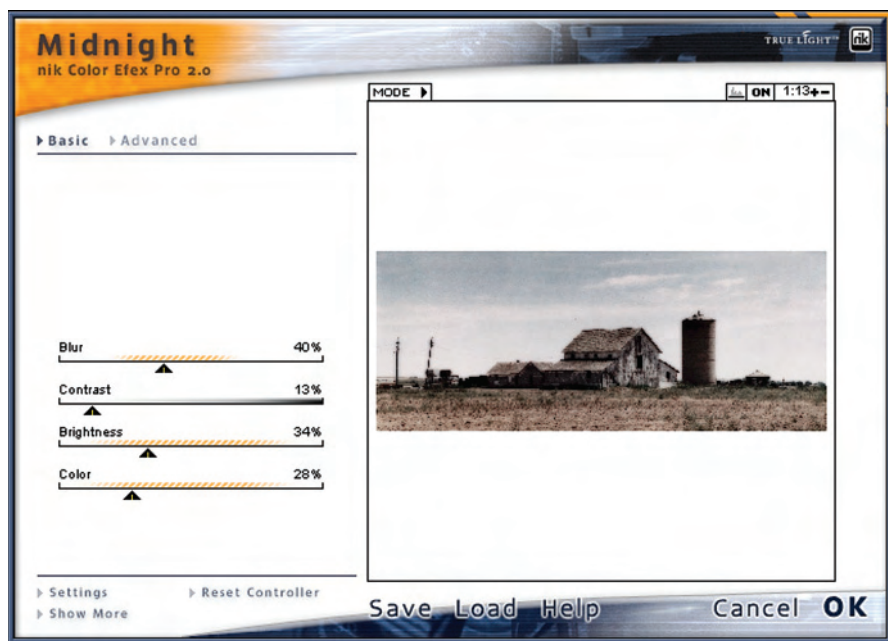 Midnight
nik Color Efex Pro 2.0
TRUE LIGHT™ nik
MODE
ON 1:13+-
Basic Advanced
Blur 40%
Contrast 13%
Brightness 34%
Color 28%
Settings Reset Controller
Show More
Save Load Help Cancel OK